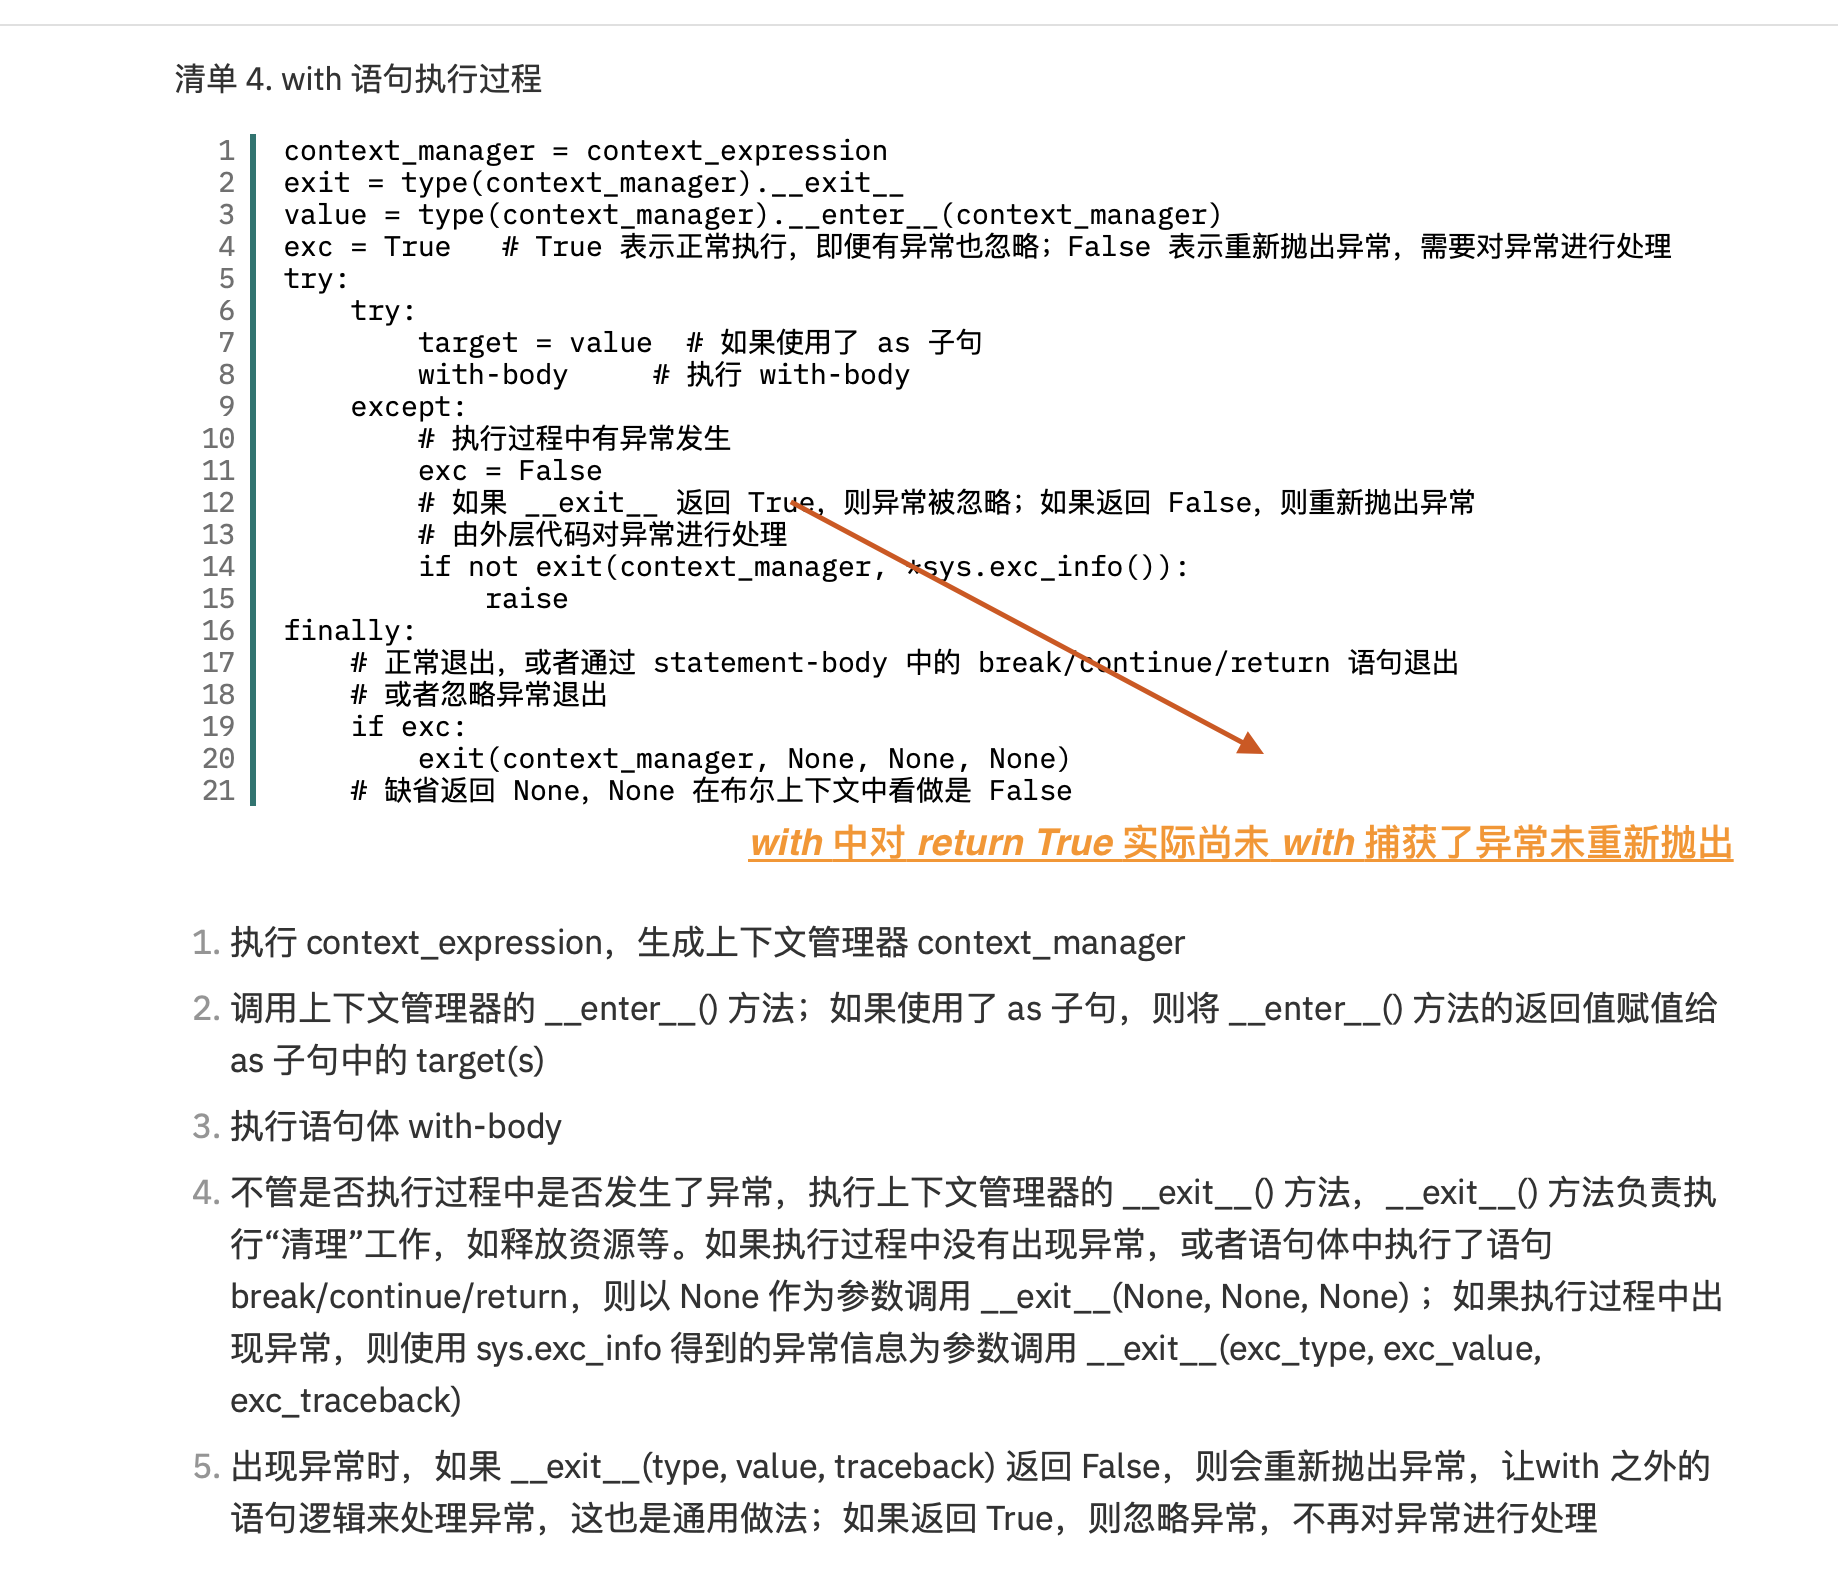 清单 4. with 语句执行过程
1 context_manager = context_expression
2 exit = type(context_manager).__exit__
3 value = type(context_manager).__enter__(context_manager)
4 exc = True   # True 表示正常执行，即便有异常也忽略；False 表示重新抛出异常，需要对异常进行处理
5 try:
6     try:
7         target = value  # 如果使用了 as 子句
8         with-body     # 执行 with-body
9     except:
10         # 执行过程中有异常发生
11         exc = False
12         # 如果 __exit__ 返回 True，则异常被忽略；如果返回 False，则重新抛出异常
13         # 由外层代码对异常进行处理
14         if not exit(context_manager, *sys.exc_info()):
15             raise
16 finally:
17     # 正常退出，或者通过 statement-body 中的 break/continue/return 语句退出
18     # 或者忽略异常退出
19     if exc:
20         exit(context_manager, None, None, None)
21     # 缺省返回 None，None 在布尔上下文中看做是 False
with 中对 return True 实际尚未 with 捕获了异常未重新抛出
1. 执行 context_expression，生成上下文管理器 context_manager
2. 调用上下文管理器的 __enter__() 方法；如果使用了 as 子句，则将 __enter__() 方法的返回值赋值给
as 子句中的 target(s)
3. 执行语句体 with-body
4. 不管是否执行过程中是否发生了异常，执行上下文管理器的 __exit__() 方法，__exit__() 方法负责执
行“清理”工作，如释放资源等。如果执行过程中没有出现异常，或者语句体中执行了语句
break/continue/return，则以 None 作为参数调用 __exit__(None, None, None)；如果执行过程中出
现异常，则使用 sys.exc_info 得到的异常信息为参数调用 __exit__(exc_type, exc_value,
exc_traceback)
5. 出现异常时，如果 __exit__(type, value, traceback) 返回 False，则会重新抛出异常，让with 之外的
语句逻辑来处理异常，这也是通用做法；如果返回 True，则忽略异常，不再对异常进行处理